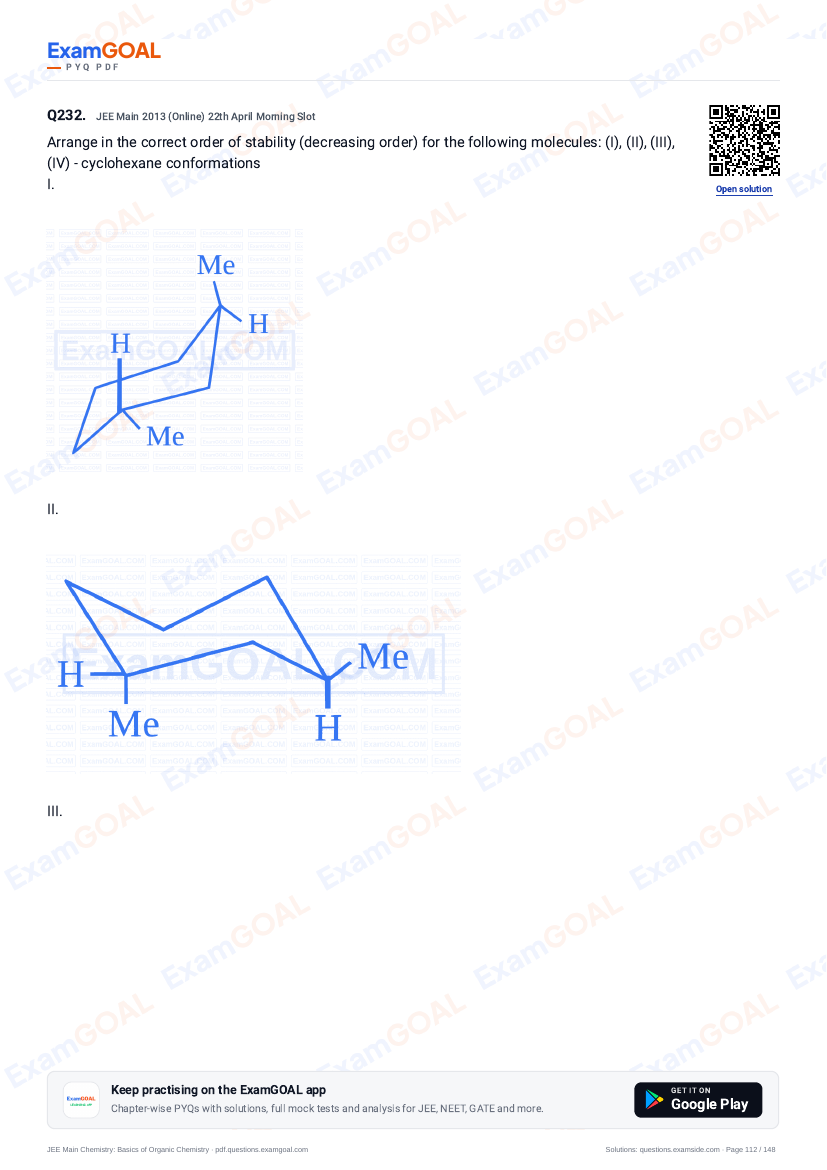 ExamGOAL
PYQ PDF
Q232. JEE Main 2013 (Online) 22th April Morning Slot
Arrange in the correct order of stability (decreasing order) for the following molecules: (I), (II), (III),
(IV) - cyclohexane conformations
Open solution
I.
Me
H
H
ExamGOAL.COM
Me
II.
ExamGOAL.COM
Me
H
Me
H
III.
Keep practising on the ExamGOAL app
Chapter-wise PYQs with solutions, full mock tests and analysis for JEE, NEET, GATE and more.
GET IT ON
Google Play
JEE Main Chemistry: Basics of Organic Chemistry · pdf.questions.examgoal.com
Solutions: questions.examside.com · Page 112 / 148